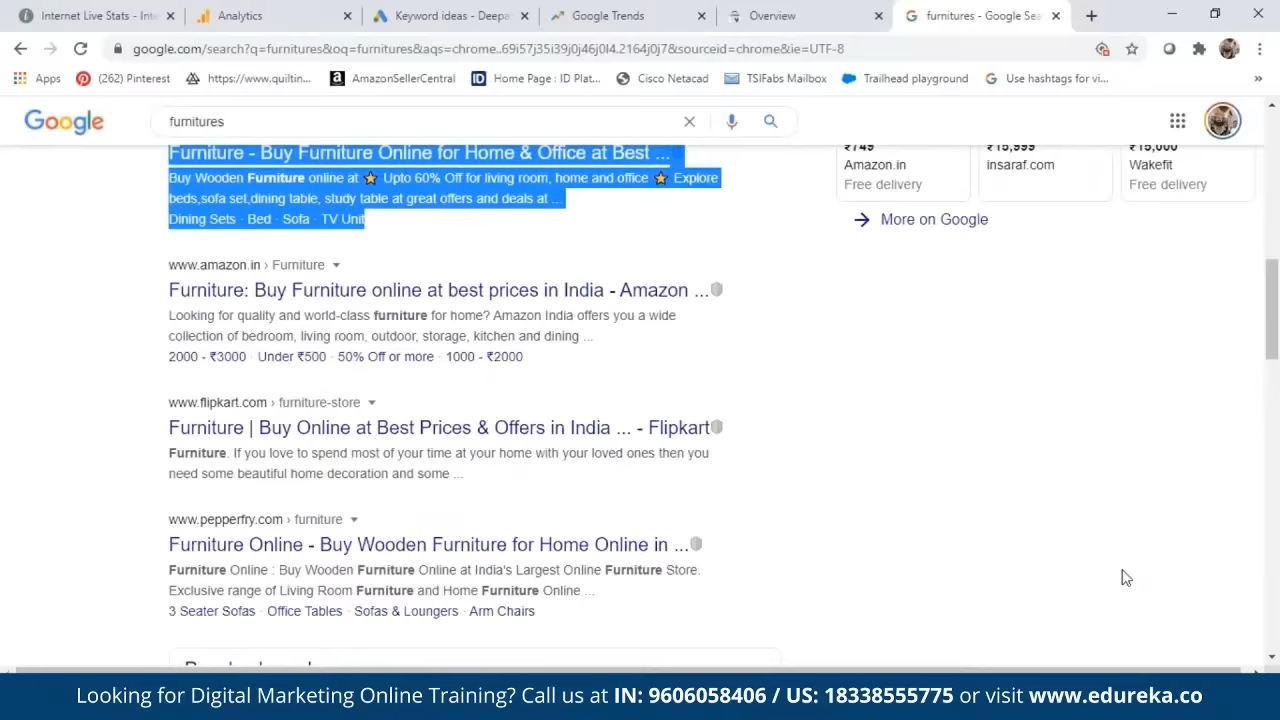 Internet Live Stats - Inte
Analytics
Keyword ideas - Deepa
Google Trends
Overview
furnitures - Google Sea
google.com/search?q=furnitures&oq=furnitures&aqs=chrome..69i57j35i39j0j46j0l4.2164j0j7&sourceid=chrome&ie=UTF-8
Apps
(262) Pinterest
https://www.quiltin...
AmazonSellerCentral
Home Page : ID Plat...
Cisco Netacad
TSIFabs Mailbox
Trailhead playground
Use hashtags for vi...
Google
furnitures
Furniture - Buy Furniture Online for Home & Office at Best ...
Buy Wooden Furniture online at ⭐ Upto 60% Off for living room, home and office ⭐ Explore
beds,sofa set,dining table, study table at great offers and deals at ...
Dining Sets · Bed · Sofa · TV Unit
www.amazon.in › Furniture
Furniture: Buy Furniture online at best prices in India - Amazon ...
Looking for quality and world-class furniture for home? Amazon India offers you a wide
collection of bedroom, living room, outdoor, storage, kitchen and dining ...
2000 - ₹3000 · Under ₹500 · 50% Off or more · 1000 - ₹2000
www.flipkart.com › furniture-store
Furniture | Buy Online at Best Prices & Offers in India ... - Flipkart
Furniture. If you love to spend most of your time at your home with your loved ones then you
need some beautiful home decoration and some ...
www.pepperfry.com › furniture
Furniture Online - Buy Wooden Furniture for Home Online in ...
Furniture Online : Buy Wooden Furniture Online at India's Largest Online Furniture Store.
Exclusive range of Living Room Furniture and Home Furniture Online ...
3 Seater Sofas · Office Tables · Sofas & Loungers · Arm Chairs
₹749
Amazon.in
Free delivery
₹15,999
insaraf.com
₹15,000
Wakefit
Free delivery
More on Google
Looking for Digital Marketing Online Training? Call us at IN: 9606058406 / US: 18338555775 or visit www.edureka.co